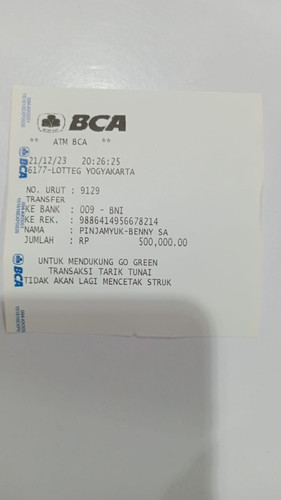 BCA
** ATM BCA **
21/12/23 20:26:25
6177-LOTTEG YOGYAKARTA
NO. URUT : 9129
TRANSFER
KE BANK : 009 - BNI
KE REK. : 9886414956678214
NAMA : PINJAMYUK-BENNY SA
JUMLAH : RP 500,000.00
UNTUK MENDUKUNG GO GREEN
TRANSAKSI TARIK TUNAI
TIDAK AKAN LAGI MENCETAK STRUK
BCA
BCA